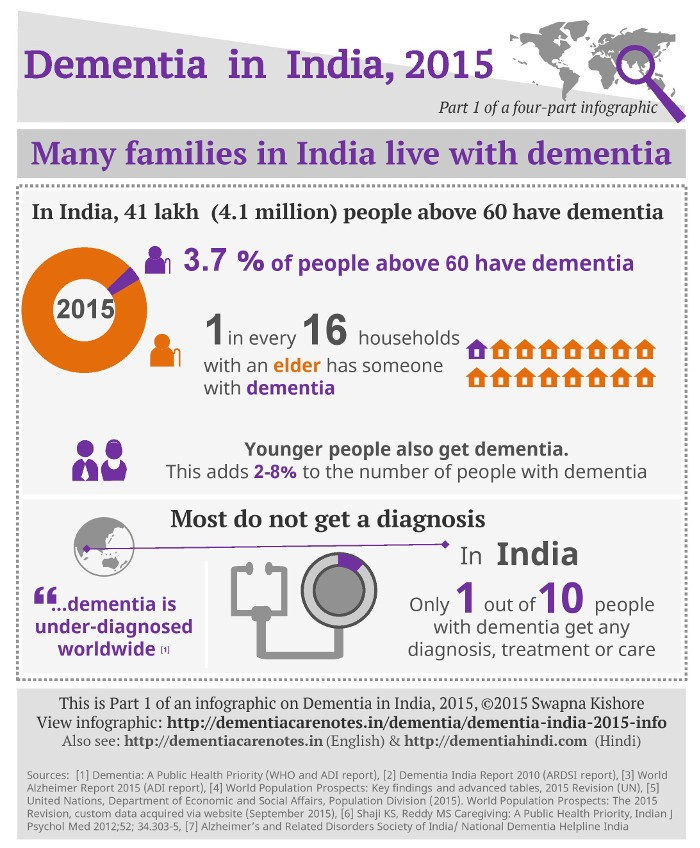 Dementia in India, 2015
Part 1 of a four-part infographic
Many families in India live with dementia
In India, 41 lakh (4.1 million) people above 60 have dementia
3.7 % of people above 60 have dementia
2015
1 in every 16 households
with an elder has someone
with dementia
Younger people also get dementia.
This adds 2-8% to the number of people with dementia
Most do not get a diagnosis
In India
“...dementia is
under-diagnosed
worldwide [1]
Only 1 out of 10 people
with dementia get any
diagnosis, treatment or care
This is Part 1 of an infographic on Dementia in India, 2015, ©2015 Swapna Kishore
View infographic: http://dementiacarenotes.in/dementia/dementia-india-2015-info
Also see: http://dementiacarenotes.in (English) & http://dementiahindi.com (Hindi)
Sources: [1] Dementia: A Public Health Priority (WHO and ADI report), [2] Dementia India Report 2010 (ARDSI report), [3] World
Alzheimer Report 2015 (ADI report), [4] World Population Prospects: Key findings and advanced tables, 2015 Revision (UN), [5]
United Nations, Department of Economic and Social Affairs, Population Division (2015). World Population Prospects: The 2015
Revision, custom data acquired via website (September 2015), [6] Shaji KS, Reddy MS Caregiving: A Public Health Priority, Indian J
Psychol Med 2012;52; 34.303-5, [7] Alzheimer's and Related Disorders Society of India/ National Dementia Helpline India